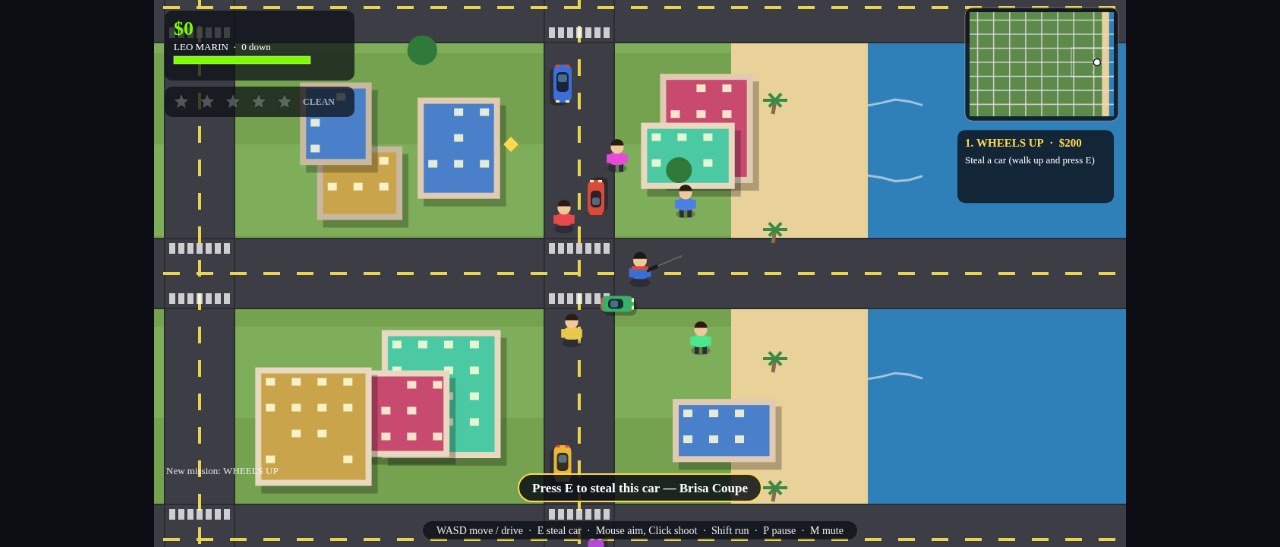 $0
LEO MARIN · 0 down
CLEAN
1. WHEELS UP · $200
Steal a car (walk up and press E)
New mission: WHEELS UP
Press E to steal this car — Brisa Coupe
WASD move / drive · E steal car · Mouse aim, Click shoot · Shift run · P pause · M mute